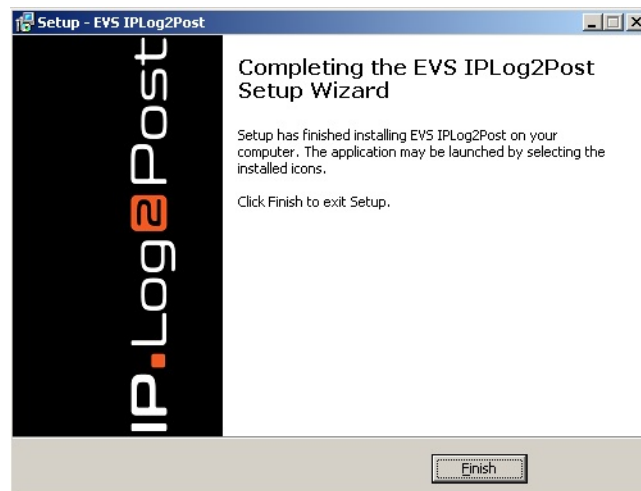 Setup - EVS IPLog2Post
IP.Log2Post
Completing the EVS IPLog2Post
Setup Wizard
Setup has finished installing EVS IPLog2Post on your
computer. The application may be launched by selecting the
installed icons.
Click Finish to exit Setup.
Finish